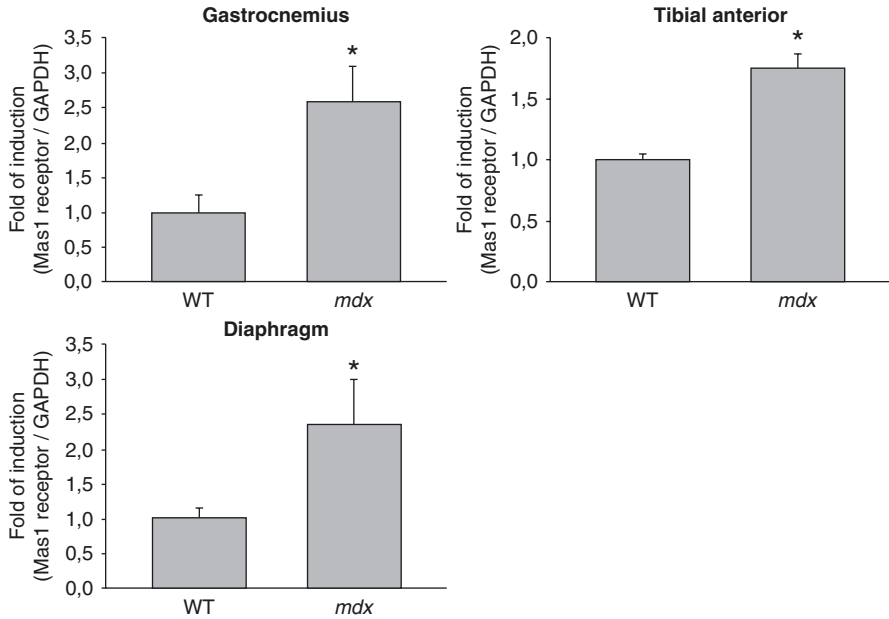 Gastrocnemius
Fold of induction
(Mas1 receptor / GAPDH)
3,5
3,0
2,5
2,0
1,5
1,0
0,5
0,0
*
WT
mdx
Tibial anterior
Fold of induction
(Mas1 receptor / GAPDH)
2,0
1,5
1,0
0,5
0,0
*
WT
mdx
Diaphragm
Fold of induction
(Mas1 receptor / GAPDH)
3,5
3,0
2,5
2,0
1,5
1,0
0,5
0,0
*
WT
mdx